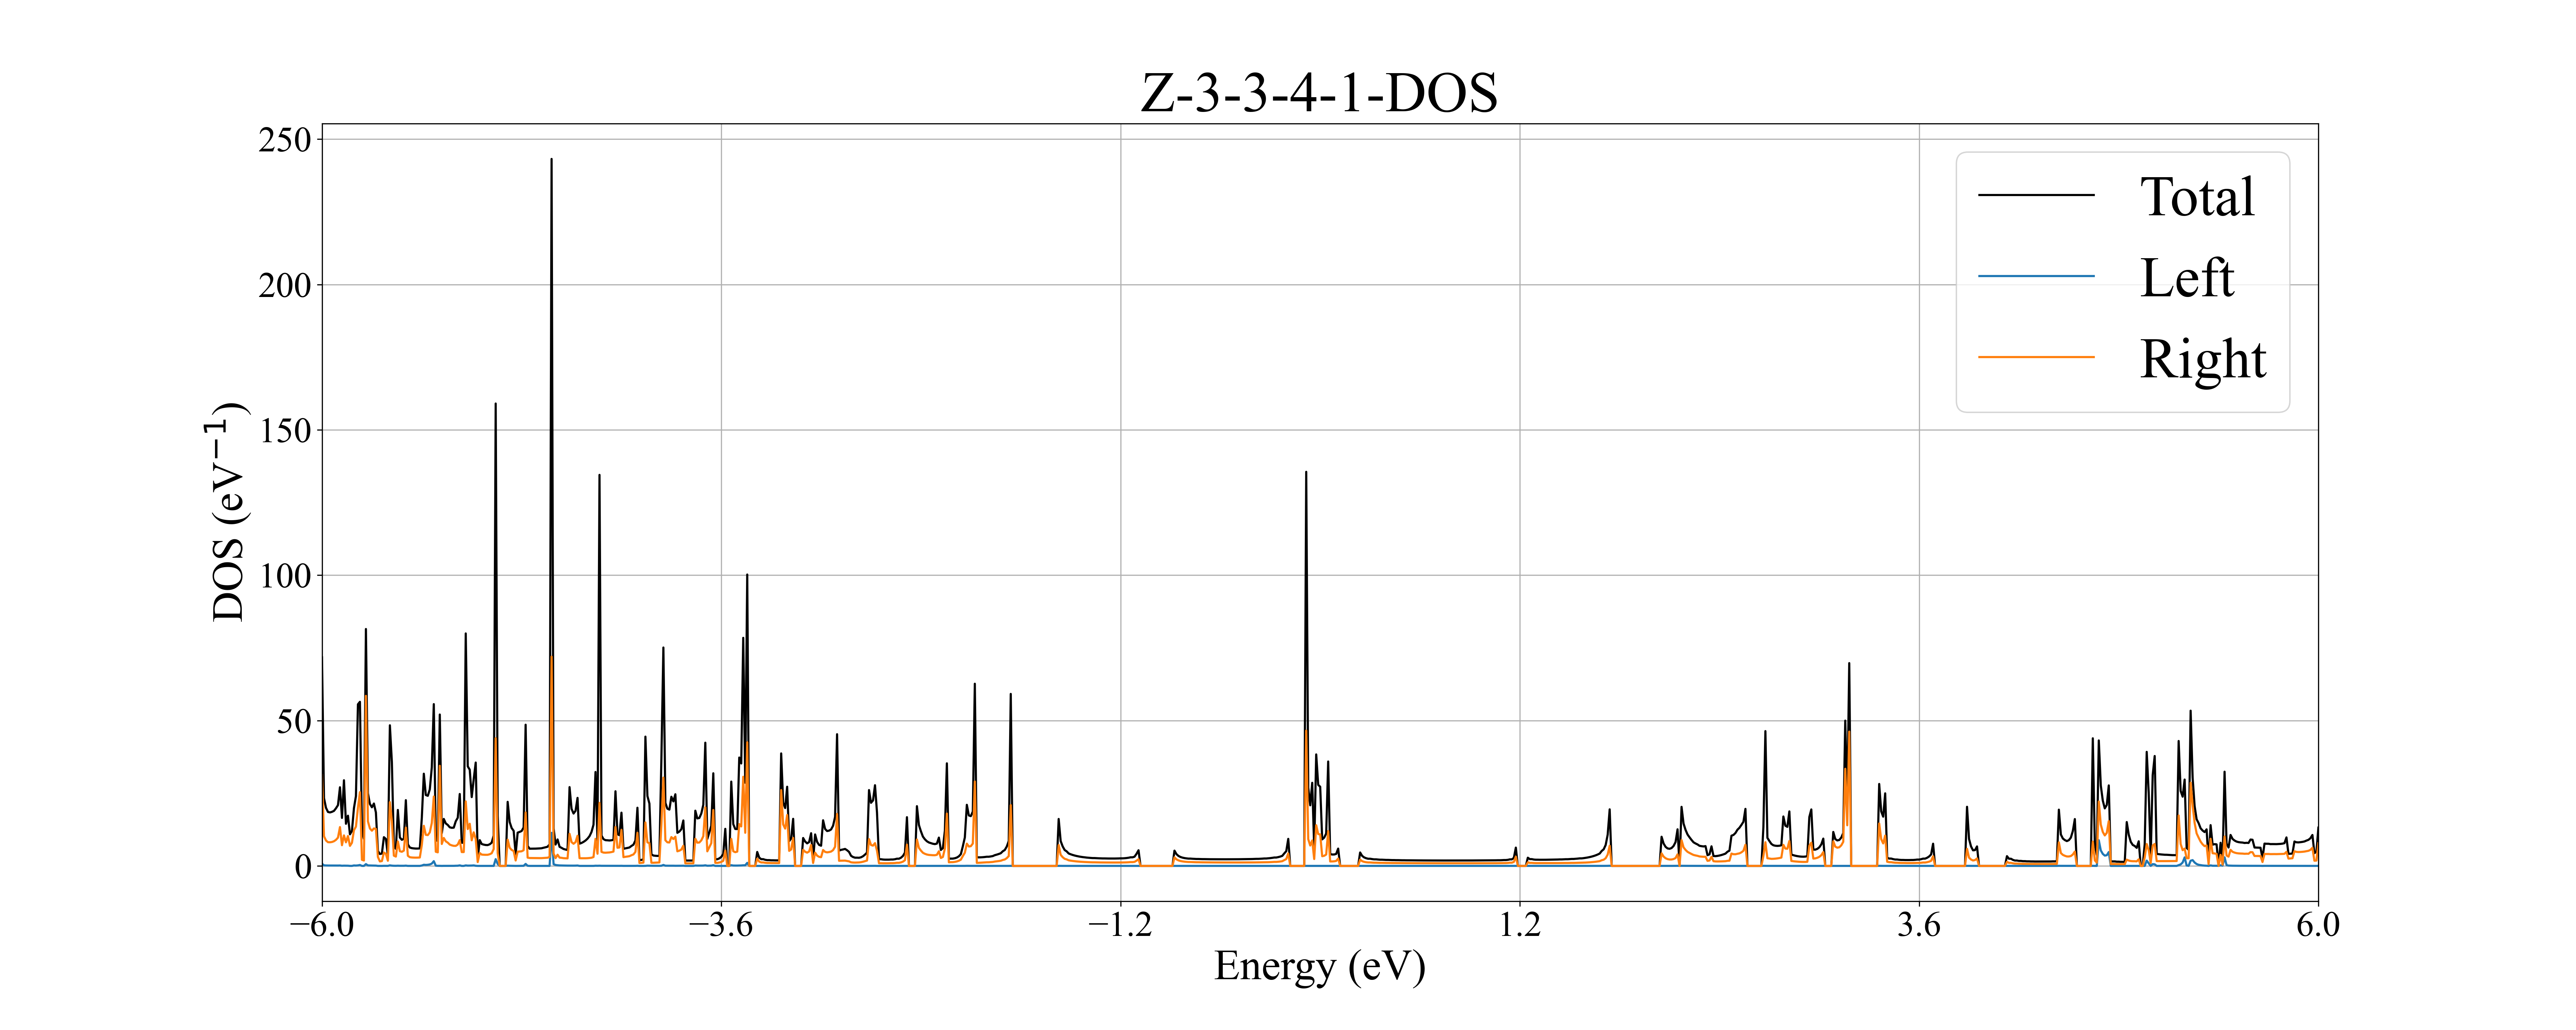 Z-3-3-4-1-DOS
DOS (eV⁻¹)
250
200
150
100
50
0
Total
Left
Right
−6.0
−3.6
−1.2
1.2
3.6
6.0
Energy (eV)